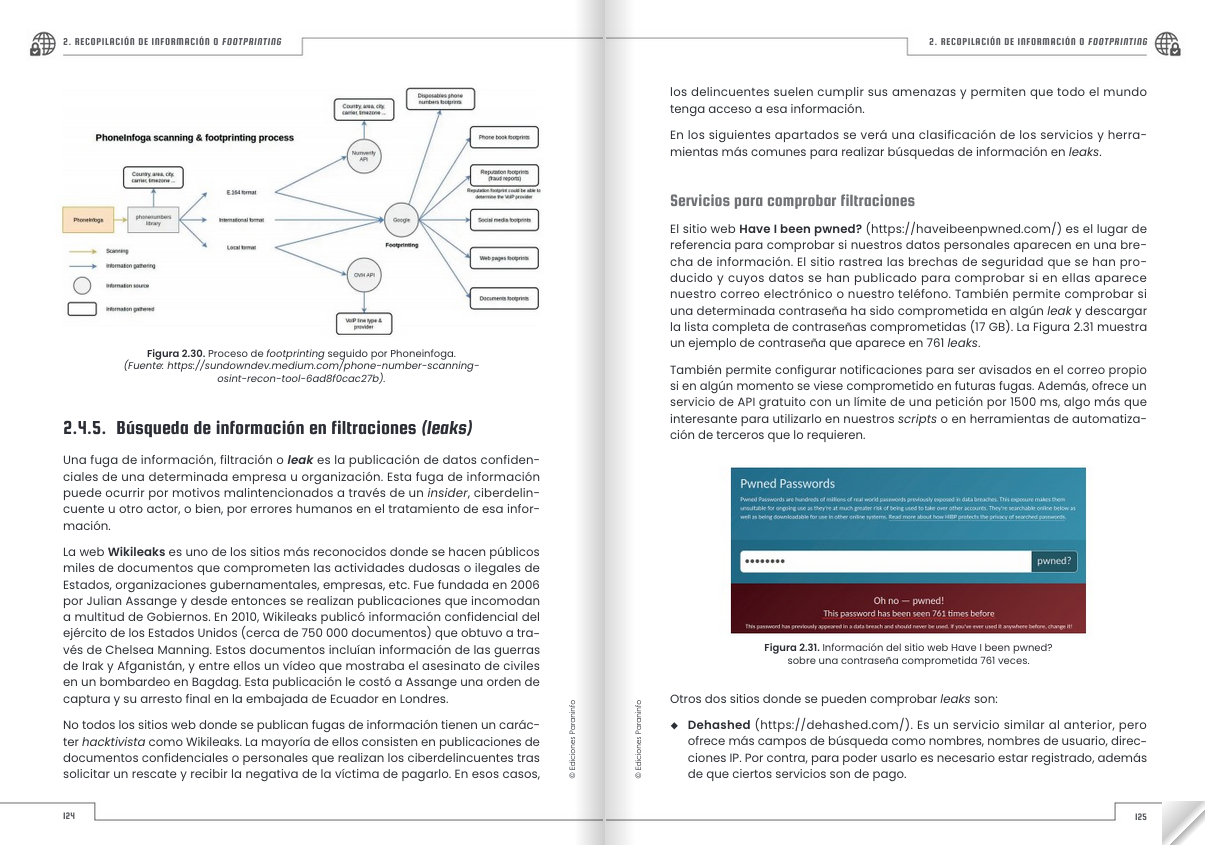 2. RECOPILACIÓN DE INFORMACIÓN O FOOTPRINTING
PhoneInfoga scanning & footprinting process
Country, area, city,
carrier, timezone ...
Disposables phone
numbers footprints
Numverify
API
Phone book footprints
Country, area, city,
carrier, timezone ...
Reputation footprints
(fraud reports)
Reputation footprint could be able to
determine the VoIP provider
E.164 format
PhoneInfoga
phonenumbers
library
International format
Google
Social media footprints
Footprinting
Local format
Scanning
Web pages footprints
Information gathering
OVH API
Information source
Documents footprints
Information gathered
VoIP line type &
provider
Figura 2.30. Proceso de footprinting seguido por Phoneinfoga.
(Fuente: https://sundowndev.medium.com/phone-number-scanning-
osint-recon-tool-6ad8f0cac27b).
2.4.5. Búsqueda de información en filtraciones (leaks)
Una fuga de información, filtración o leak es la publicación de datos confiden-
ciales de una determinada empresa u organización. Esta fuga de información
puede ocurrir por motivos malintencionados a través de un insider, ciberdelin-
cuente u otro actor, o bien, por errores humanos en el tratamiento de esa infor-
mación.
La web Wikileaks es uno de los sitios más reconocidos donde se hacen públicos
miles de documentos que comprometen las actividades dudosas o ilegales de
Estados, organizaciones gubernamentales, empresas, etc. Fue fundada en 2006
por Julian Assange y desde entonces se realizan publicaciones que incomodan
a multitud de Gobiernos. En 2010, Wikileaks publicó información confidencial del
ejército de los Estados Unidos (cerca de 750 000 documentos) que obtuvo a tra-
vés de Chelsea Manning. Estos documentos incluían información de las guerras
de Irak y Afganistán, y entre ellos un vídeo que mostraba el asesinato de civiles
en un bombardeo en Bagdag. Esta publicación le costó a Assange una orden de
captura y su arresto final en la embajada de Ecuador en Londres.
No todos los sitios web donde se publican fugas de información tienen un carác-
ter hacktivista como Wikileaks. La mayoría de ellos consisten en publicaciones de
documentos confidenciales o personales que realizan los ciberdelincuentes tras
solicitar un rescate y recibir la negativa de la víctima de pagarlo. En esos casos,
© Ediciones Paraninfo
124
2. RECOPILACIÓN DE INFORMACIÓN O FOOTPRINTING
los delincuentes suelen cumplir sus amenazas y permiten que todo el mundo
tenga acceso a esa información.
En los siguientes apartados se verá una clasificación de los servicios y herra-
mientas más comunes para realizar búsquedas de información en leaks.
Servicios para comprobar filtraciones
El sitio web Have I been pwned? (https://haveibeenpwned.com/) es el lugar de
referencia para comprobar si nuestros datos personales aparecen en una bre-
cha de información. El sitio rastrea las brechas de seguridad que se han pro-
ducido y cuyos datos se han publicado para comprobar si en ellas aparece
nuestro correo electrónico o nuestro teléfono. También permite comprobar si
una determinada contraseña ha sido comprometida en algún leak y descargar
la lista completa de contraseñas comprometidas (17 GB). La Figura 2.31 muestra
un ejemplo de contraseña que aparece en 761 leaks.
También permite configurar notificaciones para ser avisados en el correo propio
si en algún momento se viese comprometido en futuras fugas. Además, ofrece un
servicio de API gratuito con un límite de una petición por 1500 ms, algo más que
interesante para utilizarlo en nuestros scripts o en herramientas de automatiza-
ción de terceros que lo requieren.
Pwned Passwords
Pwned Passwords are hundreds of millions of real world passwords previously exposed in data breaches. This exposure makes them
unsuitable for ongoing use as they're at much greater risk of being used to take over other accounts. They're searchable online below as
well as being downloadable for use in other online systems. Read more about how HIBP protects the privacy of searched passwords.
••••••••
pwned?
Oh no — pwned!
This password has been seen 761 times before
This password has previously appeared in a data breach and should never be used. If you've ever used it anywhere before, change it!
Figura 2.31. Información del sitio web Have I been pwned?
sobre una contraseña comprometida 761 veces.
Otros dos sitios donde se pueden comprobar leaks son:
◆ Dehashed (https://dehashed.com/). Es un servicio similar al anterior, pero
ofrece más campos de búsqueda como nombres, nombres de usuario, direc-
ciones IP. Por contra, para poder usarlo es necesario estar registrado, además
de que ciertos servicios son de pago.
© Ediciones Paraninfo
125